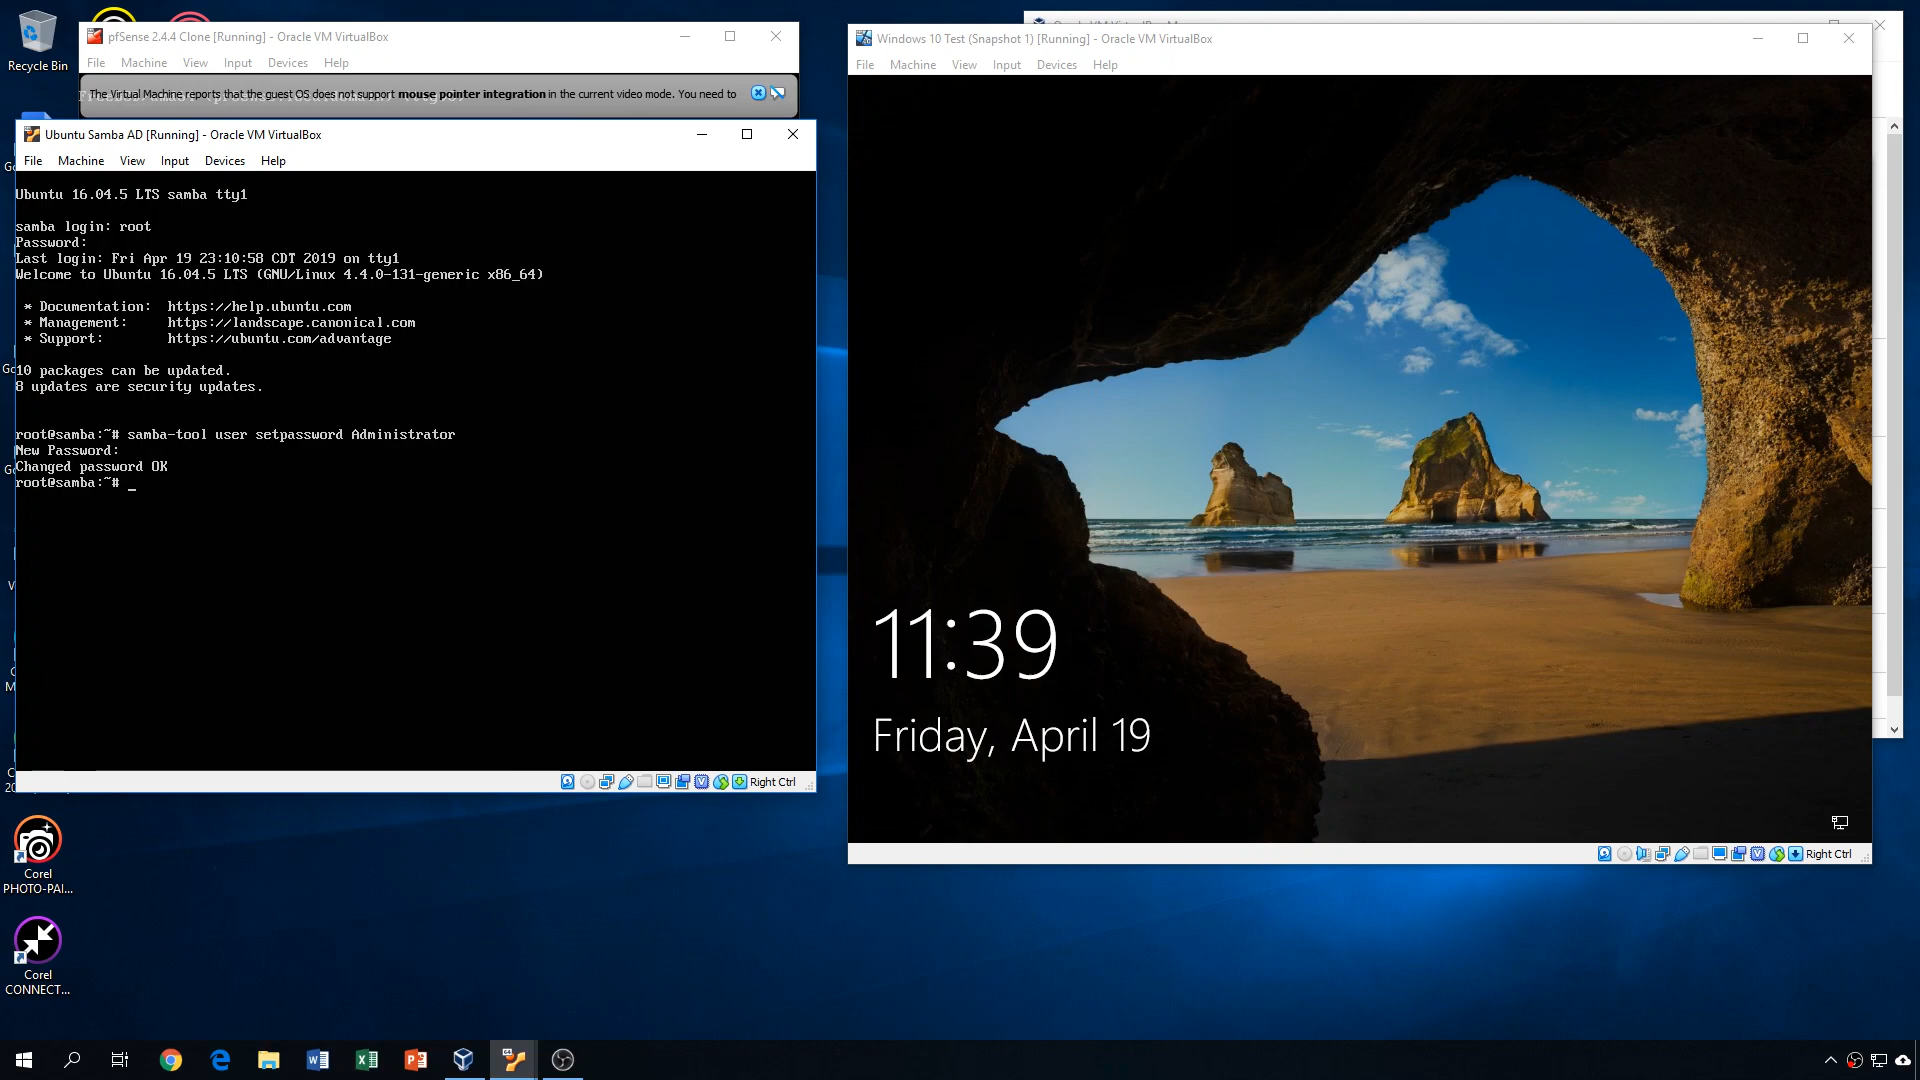 Recycle Bin
pfSense 2.4.4 Clone [Running] - Oracle VM VirtualBox
File Machine View Input Devices Help
The Virtual Machine reports that the guest OS does not support mouse pointer integration in the current video mode. You need to
Ubuntu Samba AD [Running] - Oracle VM VirtualBox
File Machine View Input Devices Help
Ubuntu 16.04.5 LTS samba tty1
samba login: root
Password:
Last login: Fri Apr 19 23:10:58 CDT 2019 on tty1
Welcome to Ubuntu 16.04.5 LTS (GNU/Linux 4.4.0-131-generic x86_64)
* Documentation: https://help.ubuntu.com
* Management: https://landscape.canonical.com
* Support: https://ubuntu.com/advantage
10 packages can be updated.
8 updates are security updates.
root@samba:~# samba-tool user setpassword Administrator
New Password:
Changed password OK
root@samba:~# _
Right Ctrl
Windows 10 Test (Snapshot 1) [Running] - Oracle VM VirtualBox
File Machine View Input Devices Help
11:39
Friday, April 19
Right Ctrl
Corel
PHOTO-PAI...
Corel
CONNECT...